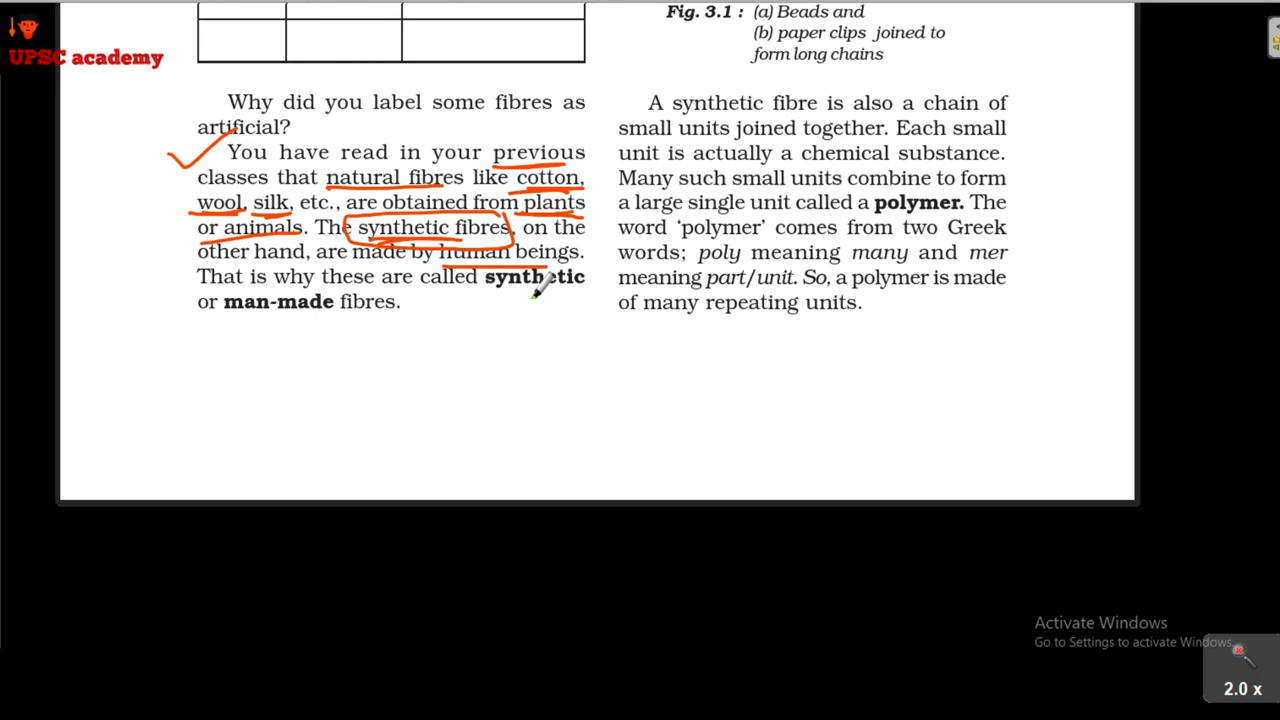 UPSC academy
Fig. 3.1 : (a) Beads and
(b) paper clips joined to
form long chains
Why did you label some fibres as
artificial?
You have read in your previous
classes that natural fibres like cotton,
wool, silk, etc., are obtained from plants
or animals. The synthetic fibres, on the
other hand, are made by human beings.
That is why these are called synthetic
or man-made fibres.
A synthetic fibre is also a chain of
small units joined together. Each small
unit is actually a chemical substance.
Many such small units combine to form
a large single unit called a polymer. The
word ‘polymer’ comes from two Greek
words; poly meaning many and mer
meaning part/unit. So, a polymer is made
of many repeating units.
Activate Windows
Go to Settings to activate Windows.
2.0 x